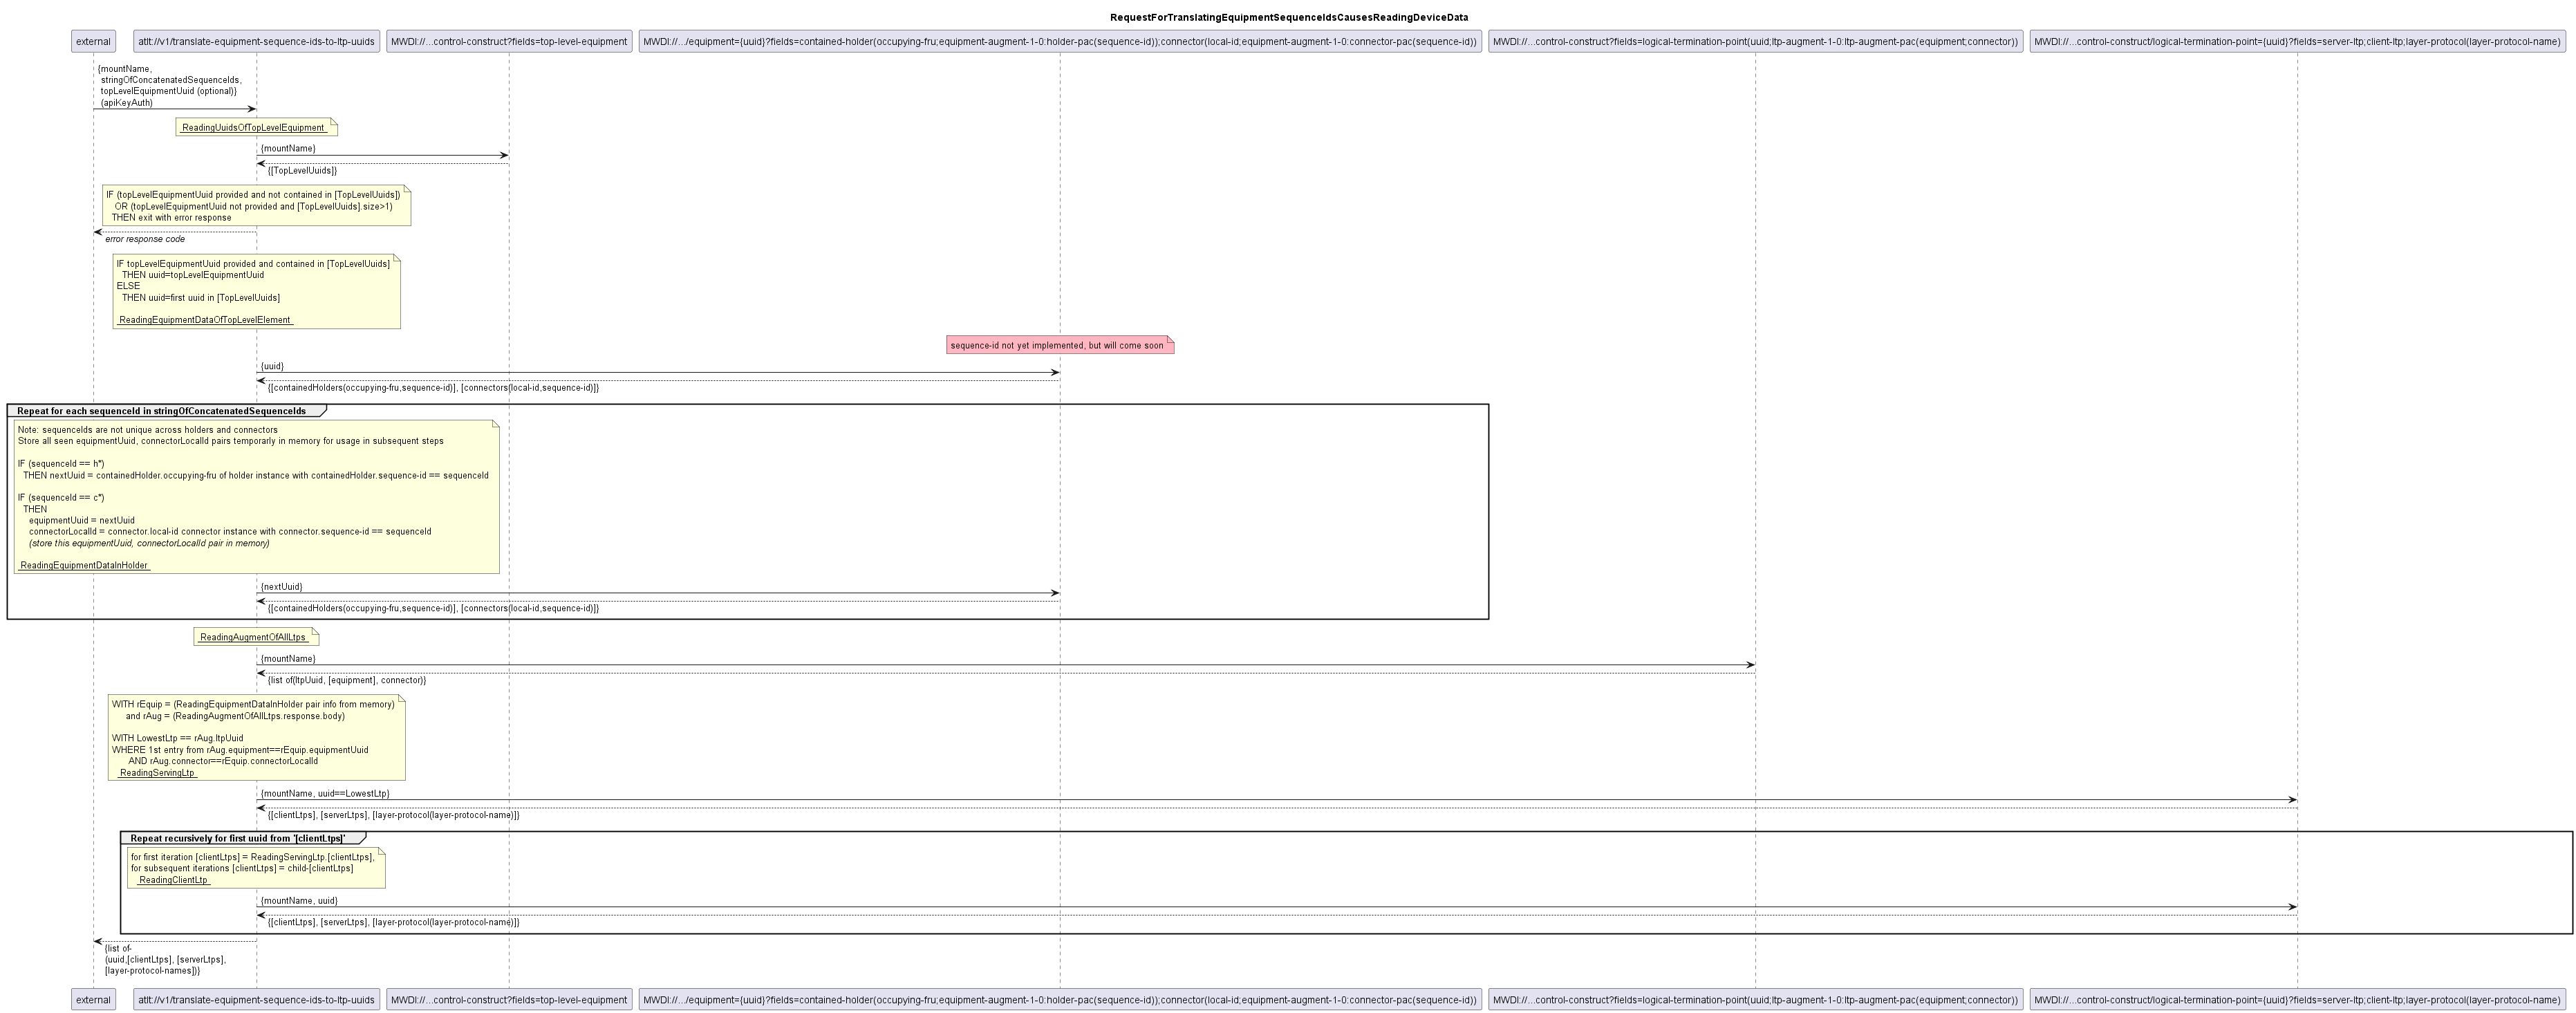 RequestForTranslatingEquipmentSequenceIdsCausesReadingDeviceData
external
atlt://v1/translate-equipment-sequence-ids-to-ltp-uuids
MWDI://...control-construct?fields=top-level-equipment
MWDI://.../equipment={uuid}?fields=contained-holder(occupying-fru;equipment-augment-1-0:holder-pac(sequence-id));connector(local-id;equipment-augment-1-0:connector-pac(sequence-id))
MWDI://...control-construct?fields=logical-termination-point(uuid;ltp-augment-1-0:ltp-augment-pac(equipment;connector))
MWDI://...control-construct/logical-termination-point={uuid}?fields=server-ltp;client-ltp;layer-protocol(layer-protocol-name)
{mountName,
stringOfConcatenatedSequenceIds,
topLevelEquipmentUuid (optional)}
(apiKeyAuth)
ReadingUuidsOfTopLevelEquipment
{mountName}
{[TopLevelUuids]}
IF (topLevelEquipmentUuid provided and not contained in [TopLevelUuids])
OR (topLevelEquipmentUuid not provided and [TopLevelUuids].size>1)
THEN exit with error response
error response code
IF topLevelEquipmentUuid provided and contained in [TopLevelUuids]
THEN uuid=topLevelEquipmentUuid
ELSE
THEN uuid=first uuid in [TopLevelUuids]
ReadingEquipmentDataOfTopLevelElement
sequence-id not yet implemented, but will come soon
{uuid}
{[containedHolders(occupying-fru,sequence-id)], [connectors(local-id,sequence-id)]}
Repeat for each sequenceId in stringOfConcatenatedSequenceIds
Note: sequenceIds are not unique across holders and connectors
Store all seen equipmentUuid, connectorLocalId pairs temporarly in memory for usage in subsequent steps
IF (sequenceId == h*)
THEN nextUuid = containedHolder.occupying-fru of holder instance with containedHolder.sequence-id == sequenceId
IF (sequenceId == c*)
THEN
equipmentUuid = nextUuid
connectorLocalId = connector.local-id connector instance with connector.sequence-id == sequenceId
(store this equipmentUuid, connectorLocalId pair in memory)
ReadingEquipmentDataInHolder
{nextUuid}
{[containedHolders(occupying-fru,sequence-id)], [connectors(local-id,sequence-id)]}
ReadingAugmentOfAllLtps
{mountName}
{list of(ltpUuid, [equipment], connector)}
WITH rEquip = (ReadingEquipmentDataInHolder pair info from memory)
and rAug = (ReadingAugmentOfAllLtps.response.body)
WITH LowestLtp == rAug.ltpUuid
WHERE 1st entry from rAug.equipment==rEquip.equipmentUuid
AND rAug.connector==rEquip.connectorLocalId
ReadingServingLtp
{mountName, uuid==LowestLtp}
{[clientLtps], [serverLtps], [layer-protocol(layer-protocol-name)]}
Repeat recursively for first uuid from '[clientLtps]'
for first iteration [clientLtps] = ReadingServingLtp.[clientLtps],
for subsequent iterations [clientLtps] = child-[clientLtps]
ReadingClientLtp
{mountName, uuid}
{[clientLtps], [serverLtps], [layer-protocol(layer-protocol-name)]}
{list of-
(uuid,[clientLtps], [serverLtps],
[layer-protocol-names])}
external
atlt://v1/translate-equipment-sequence-ids-to-ltp-uuids
MWDI://...control-construct?fields=top-level-equipment
MWDI://.../equipment={uuid}?fields=contained-holder(occupying-fru;equipment-augment-1-0:holder-pac(sequence-id));connector(local-id;equipment-augment-1-0:connector-pac(sequence-id))
MWDI://...control-construct?fields=logical-termination-point(uuid;ltp-augment-1-0:ltp-augment-pac(equipment;connector))
MWDI://...control-construct/logical-termination-point={uuid}?fields=server-ltp;client-ltp;layer-protocol(layer-protocol-name)